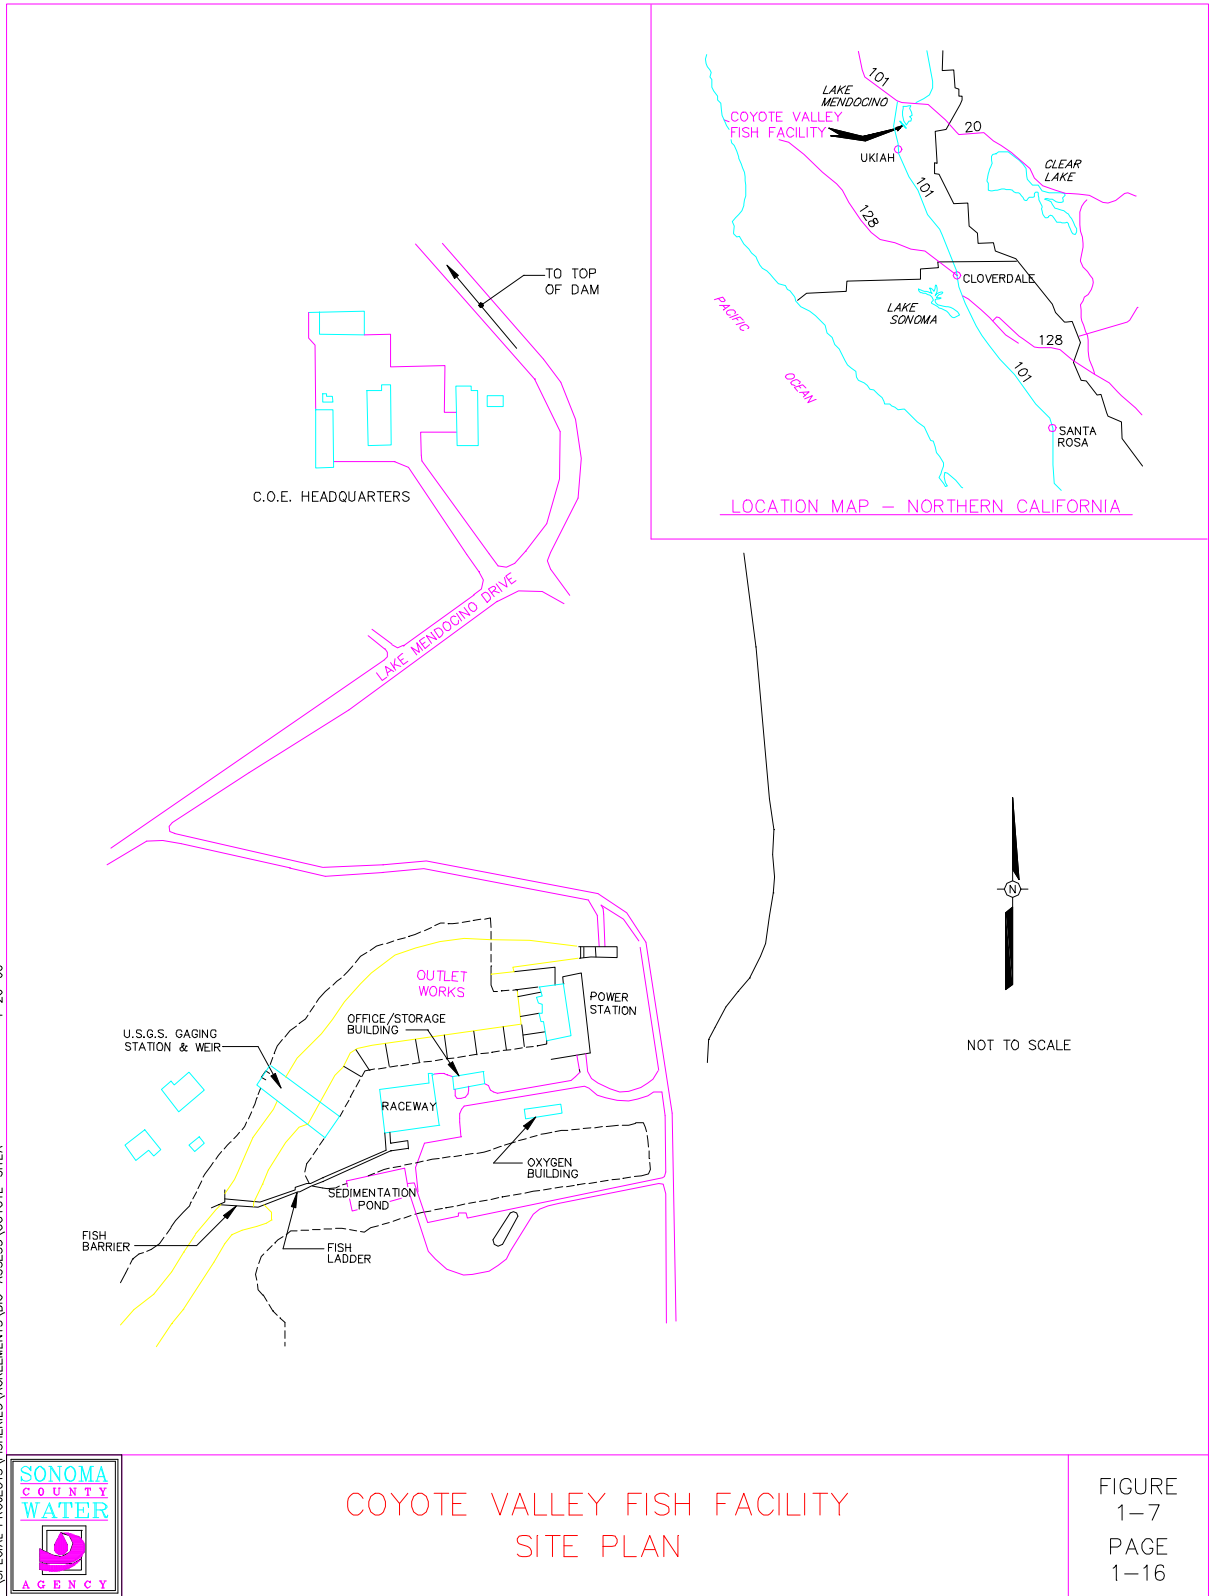 101
LAKE
MENDOCINO
COYOTE VALLEY
FISH FACILITY
20
UKIAH
CLEAR
LAKE
101
128
CLOVERDALE
LAKE
SONOMA
PACIFIC
OCEAN
128
101
SANTA
ROSA
LOCATION MAP – NORTHERN CALIFORNIA
TO TOP
OF DAM
C.O.E. HEADQUARTERS
LAKE MENDOCINO DRIVE
N
NOT TO SCALE
OUTLET
WORKS
POWER
STATION
OFFICE/STORAGE
BUILDING
U.S.G.S. GAGING
STATION & WEIR
RACEWAY
OXYGEN
BUILDING
SEDIMENTATION
POND
FISH
BARRIER
FISH
LADDER
SONOMA
COUNTY
WATER
AGENCY
COYOTE VALLEY FISH FACILITY
SITE PLAN
FIGURE
1–7
PAGE
1–16